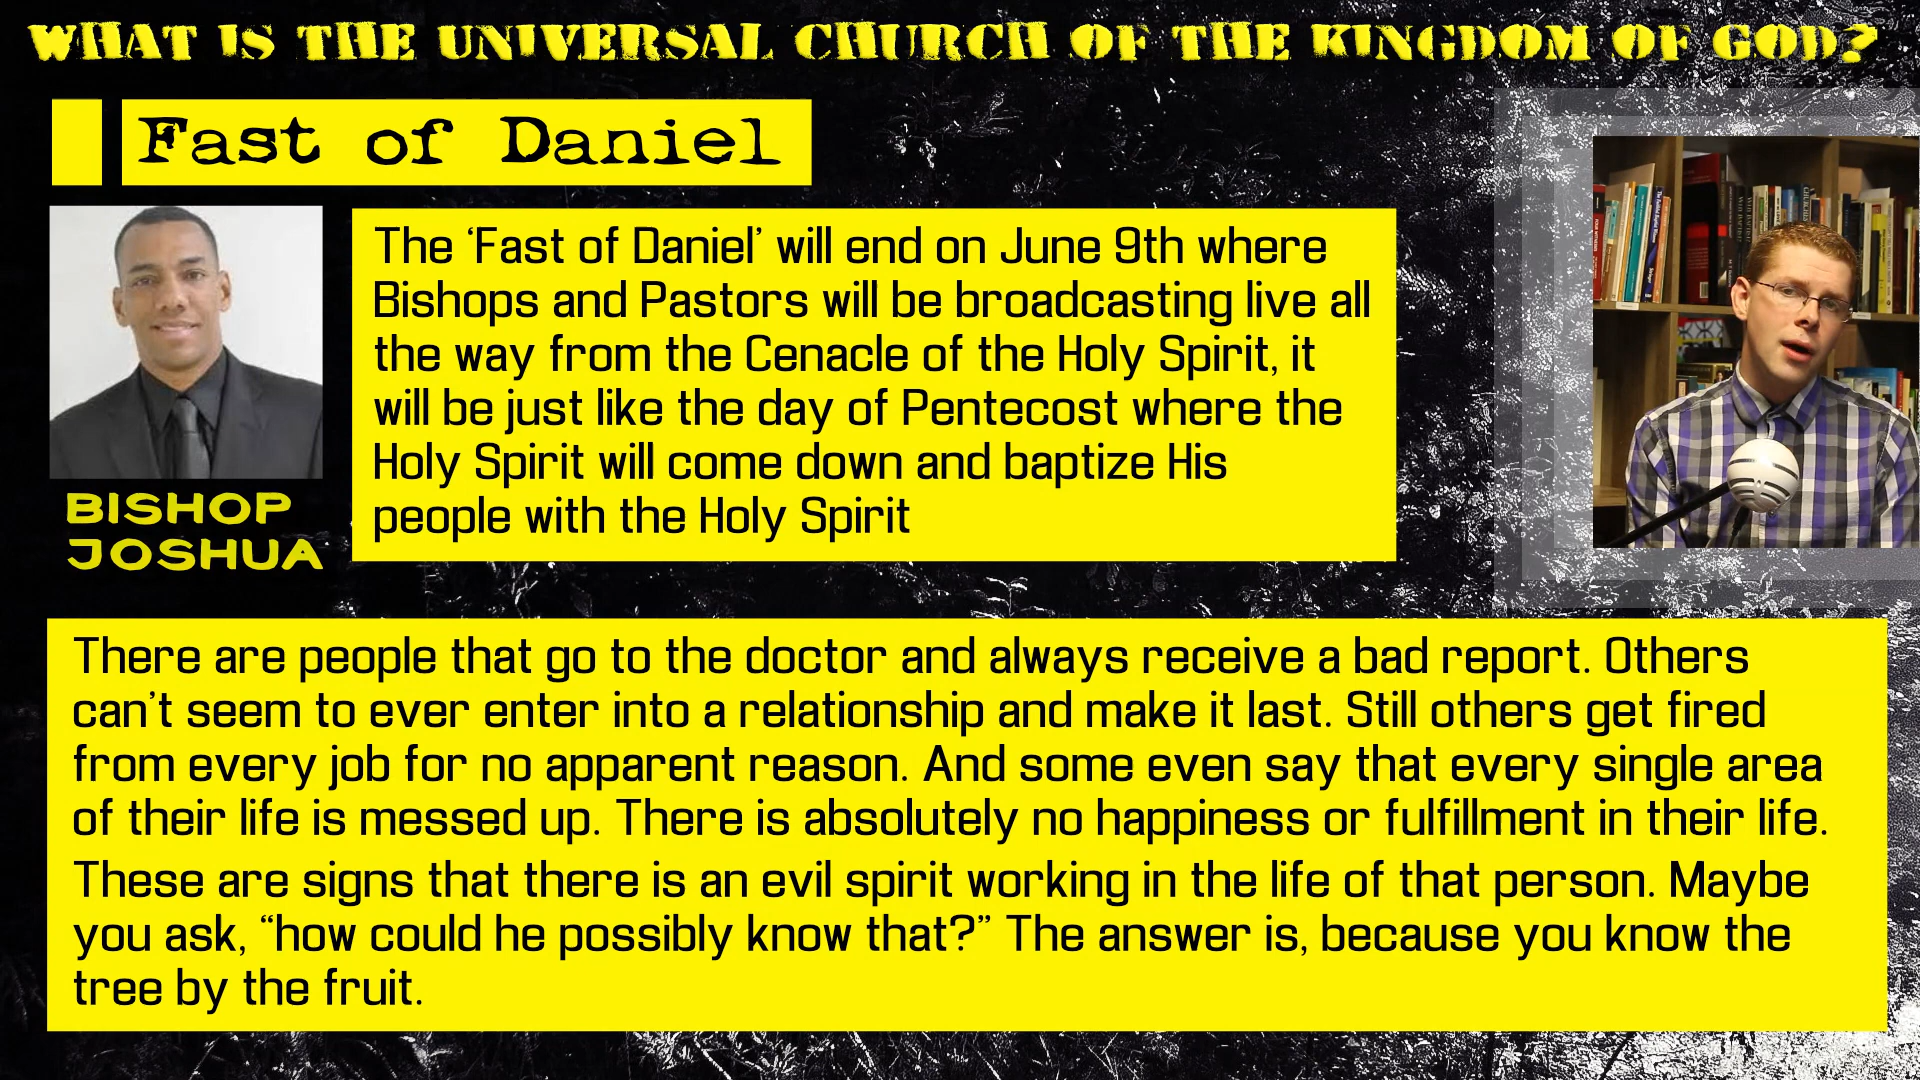 WHAT IS THE UNIVERSAL CHURCH OF THE KINGDOM OF GOD?
Fast of Daniel
BISHOP
JOSHUA
The ‘Fast of Daniel’ will end on June 9th where
Bishops and Pastors will be broadcasting live all
the way from the Cenacle of the Holy Spirit, it
will be just like the day of Pentecost where the
Holy Spirit will come down and baptize His
people with the Holy Spirit
There are people that go to the doctor and always receive a bad report. Others
can’t seem to ever enter into a relationship and make it last. Still others get fired
from every job for no apparent reason. And some even say that every single area
of their life is messed up. There is absolutely no happiness or fulfillment in their life.
These are signs that there is an evil spirit working in the life of that person. Maybe
you ask, “how could he possibly know that?” The answer is, because you know the
tree by the fruit.